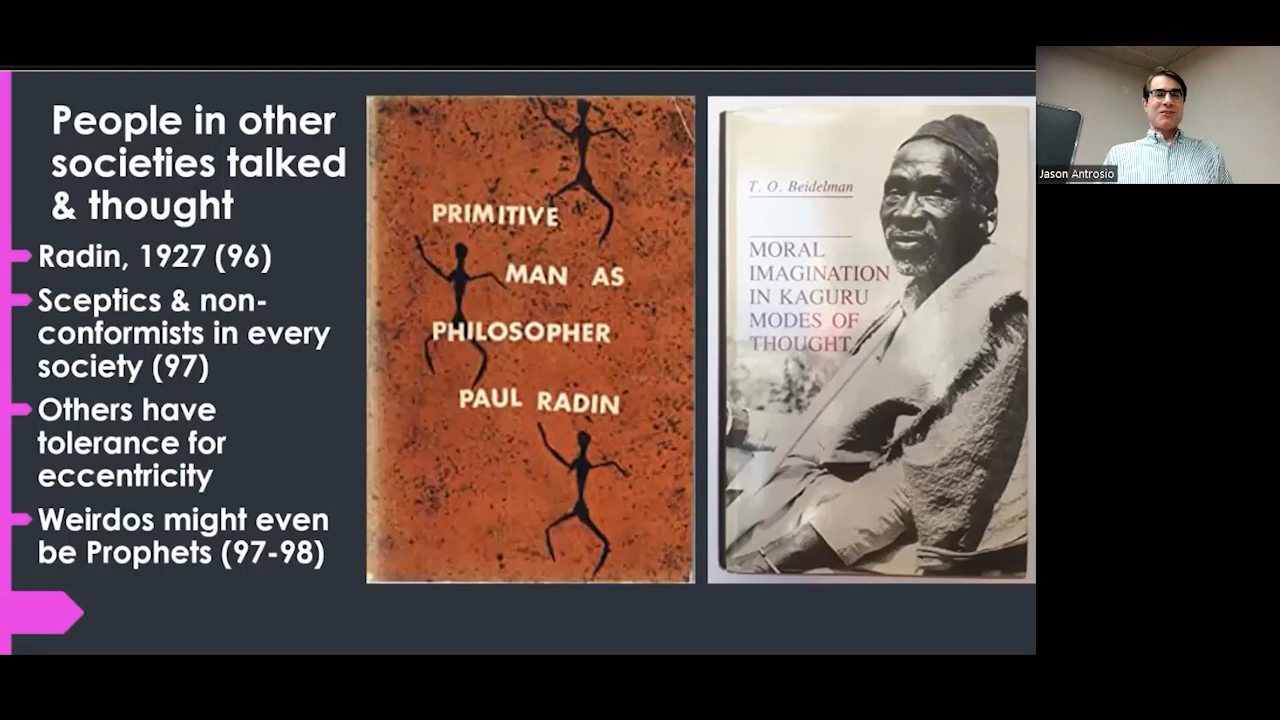 People in other
societies talked
& thought
Radin, 1927 (96)
Sceptics & non-
conformists in every
society (97)
Others have
tolerance for
eccentricity
Weirdos might even
be Prophets (97-98)
PRIMITIVE
MAN AS
PHILOSOPHER
PAUL RADIN
T. O. Beidelman
MORAL
IMAGINATION
IN KAGURU
MODES OF
THOUGHT
Jason Antrosio